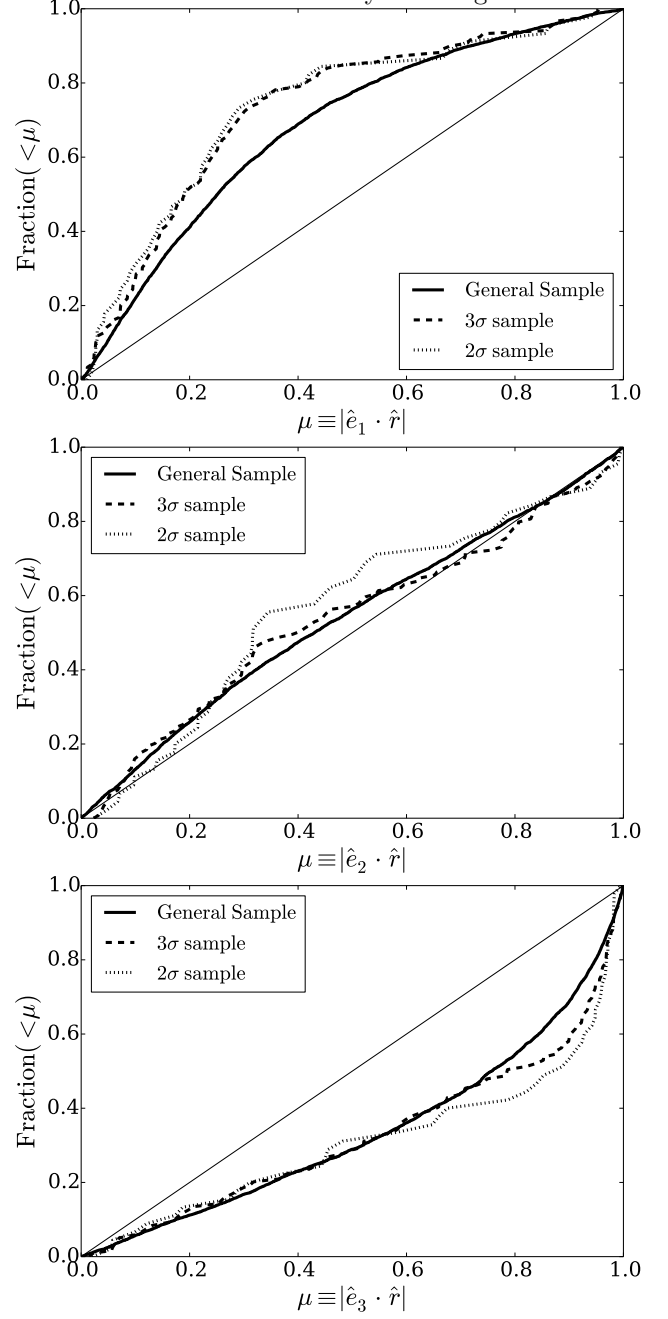 1.0
0.8
0.6
0.4
0.2
0.0
Fraction( <μ)
General Sample
3σ sample
2σ sample
0.0 0.2 0.4 0.6 0.8 1.0
μ ≡|ê₁ · r̂|
1.0
0.8
0.6
0.4
0.2
0.0
Fraction( <μ)
General Sample
3σ sample
2σ sample
0.0 0.2 0.4 0.6 0.8 1.0
μ ≡|ê₂ · r̂|
1.0
0.8
0.6
0.4
0.2
0.0
Fraction( <μ)
General Sample
3σ sample
2σ sample
0.0 0.2 0.4 0.6 0.8 1.0
μ ≡|ê₃ · r̂|